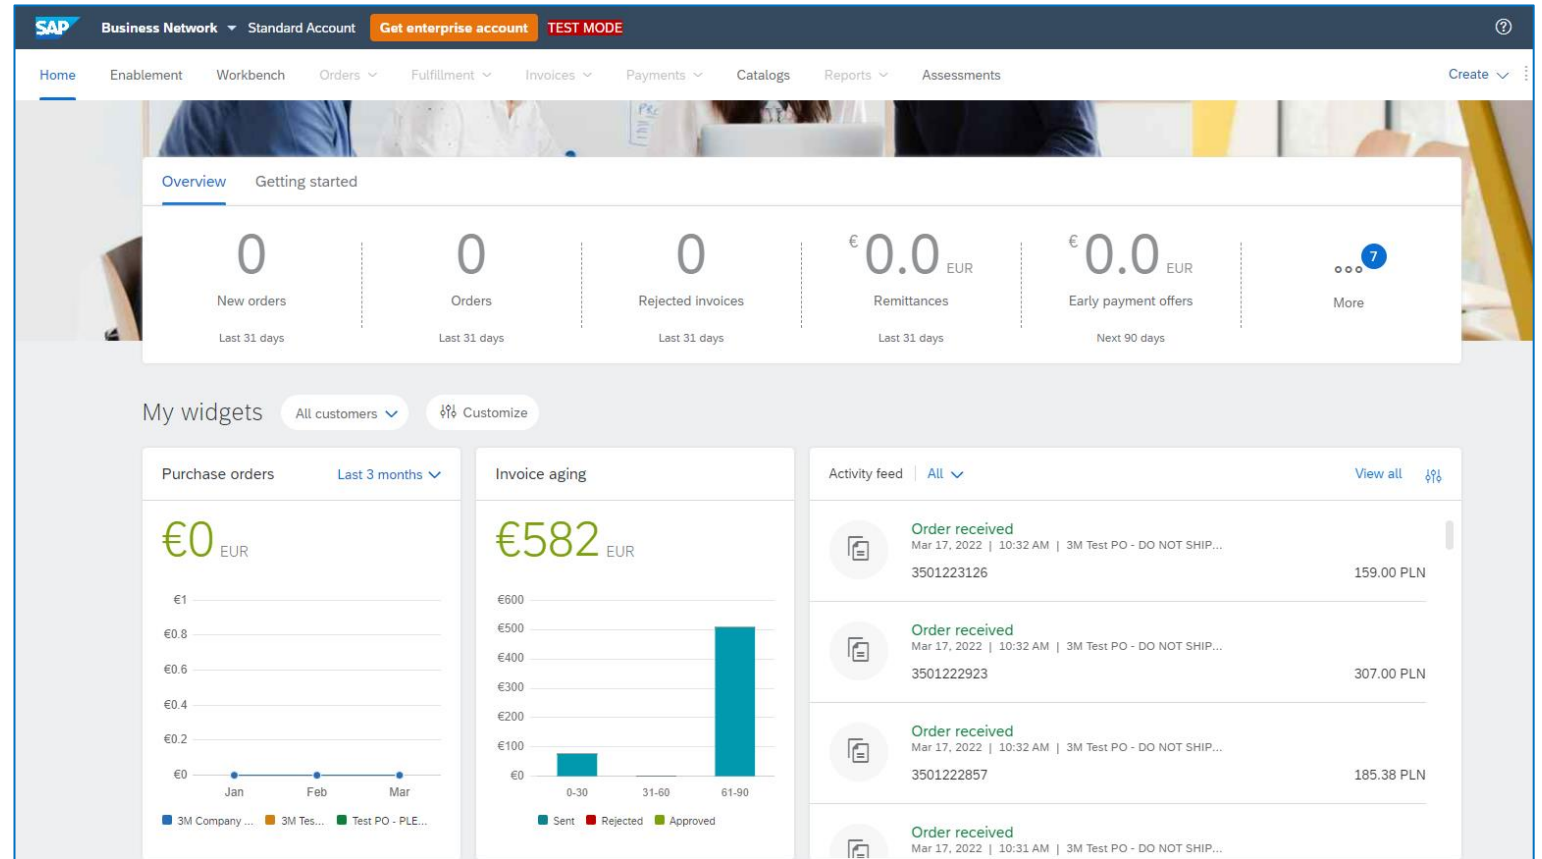 SAP Business Network Standard Account Get enterprise account TEST MODE
Home Enablement Workbench Orders Fulfillment Invoices Payments Catalogs Reports Assessments Create
Overview Getting started
0 0 0 € 0.0 EUR € 0.0 EUR 7
New orders Orders Rejected invoices Remittances Early payment offers More
Last 31 days Last 31 days Last 31 days Last 31 days Next 90 days
My widgets All customers Customize
Purchase orders Last 3 months
€0 EUR
€1
€0.8
€0.6
€0.4
€0.2
€0
Jan Feb Mar
3M Company ... 3M Tes... Test PO - PLE...
Invoice aging
€582 EUR
€600
€500
€400
€300
€200
€100
€0
0-30 31-60 61-90
Sent Rejected Approved
Activity feed All View all
Order received
Mar 17, 2022 | 10:32 AM | 3M Test PO - DO NOT SHIP...
3501223126 159.00 PLN
Order received
Mar 17, 2022 | 10:32 AM | 3M Test PO - DO NOT SHIP...
3501222923 307.00 PLN
Order received
Mar 17, 2022 | 10:32 AM | 3M Test PO - DO NOT SHIP...
3501222857 185.38 PLN
Order received
Mar 17, 2022 | 10:31 AM | 3M Test PO - DO NOT SHIP...